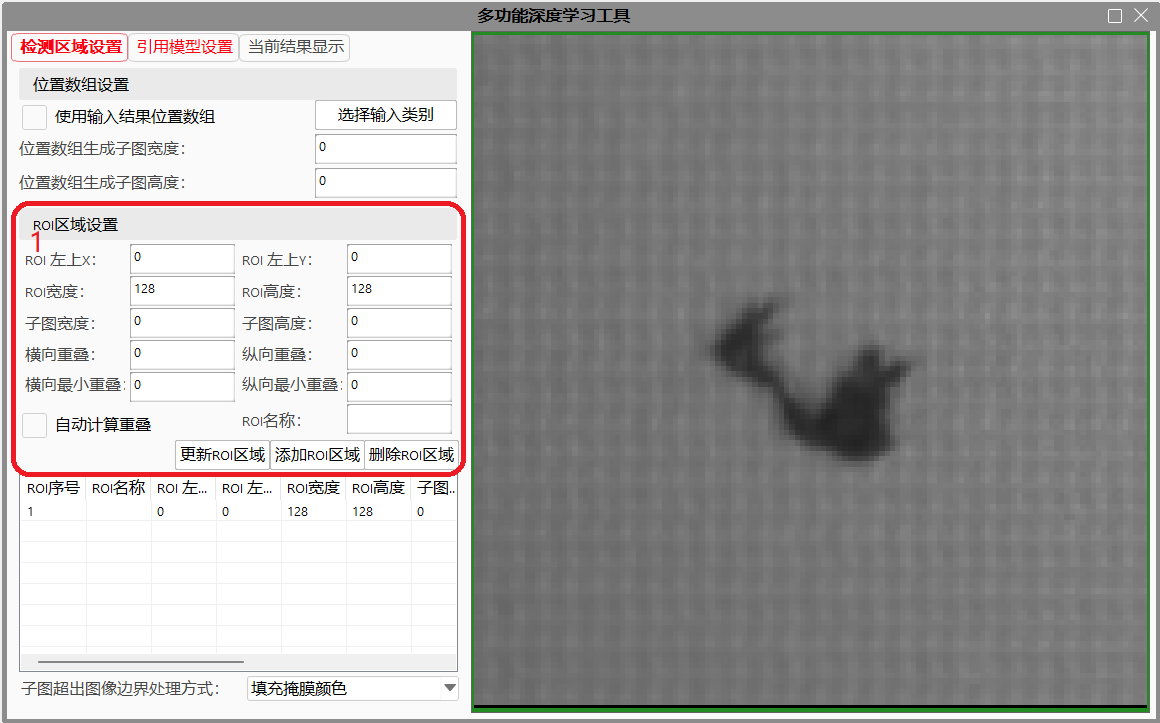 多功能深度学习工具
检测区域设置 引用模型设置 当前结果显示
位置数组设置
使用输入结果位置数组 选择输入类别
位置数组生成子图宽度： 0
位置数组生成子图高度： 0
ROI区域设置
1
ROI 左上X： 0 ROI 左上Y： 0
ROI宽度： 128 ROI高度： 128
子图宽度： 0 子图高度： 0
横向重叠： 0 纵向重叠： 0
横向最小重叠： 0 纵向最小重叠： 0
自动计算重叠 ROI名称：
更新ROI区域 添加ROI区域 删除ROI区域
ROI序号 ROI名称 ROI 左... ROI 左... ROI宽度 ROI高度 子图...
1 0 0 128 128 0
子图超出图像边界处理方式： 填充掩膜颜色